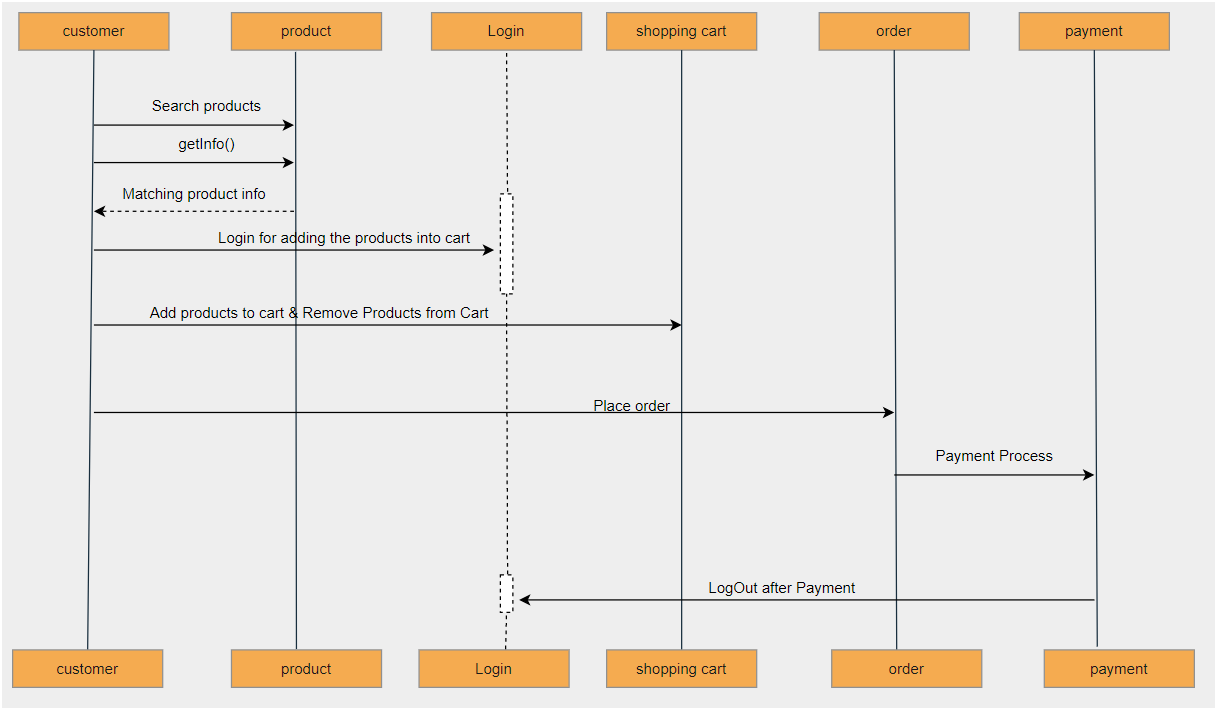 customer
product
Login
shopping cart
order
payment
Search products
getInfo()
Matching product info
Login for adding the products into cart
Add products to cart & Remove Products from Cart
Place order
Payment Process
LogOut after Payment
customer
product
Login
shopping cart
order
payment